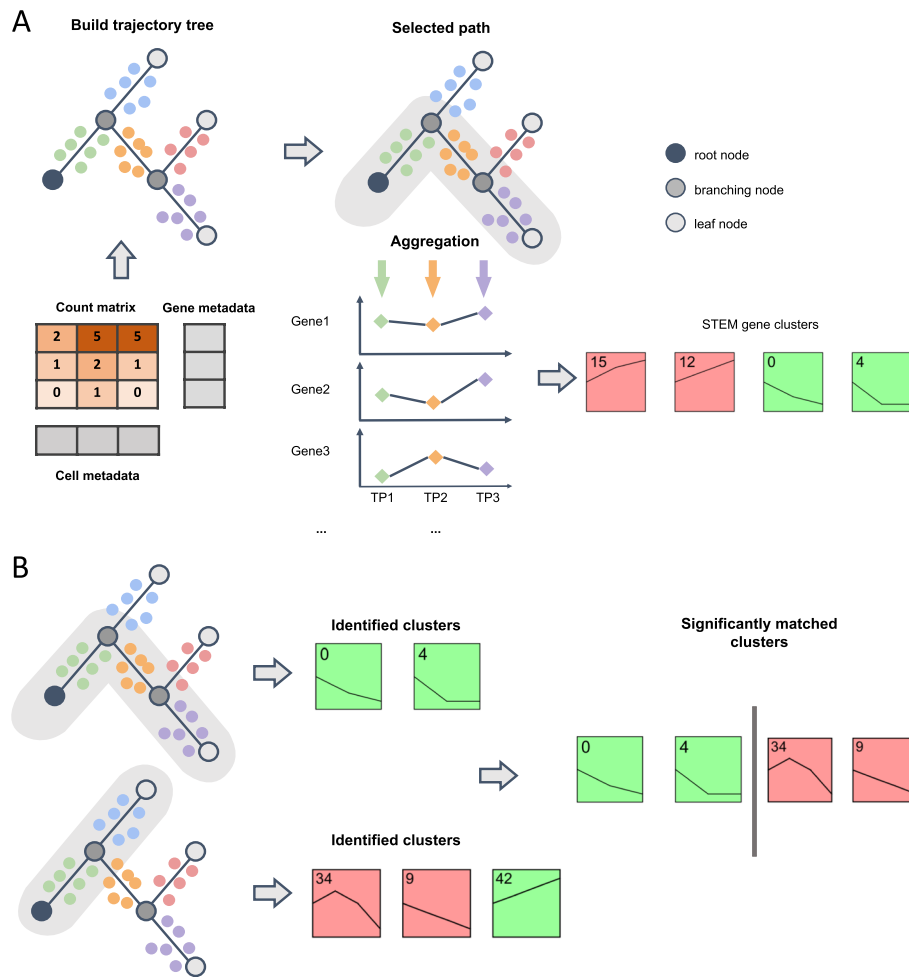 A
Build trajectory tree
Selected path
root node
branching node
leaf node
Aggregation
Count matrix
Gene metadata
2 5 5
1 2 1
0 1 0
Cell metadata
Gene1
Gene2
Gene3
TP1 TP2 TP3
... ...
STEM gene clusters
15 12 0 4
B
Identified clusters
0 4
Significantly matched
clusters
0 4 34 9
Identified clusters
34 9 42